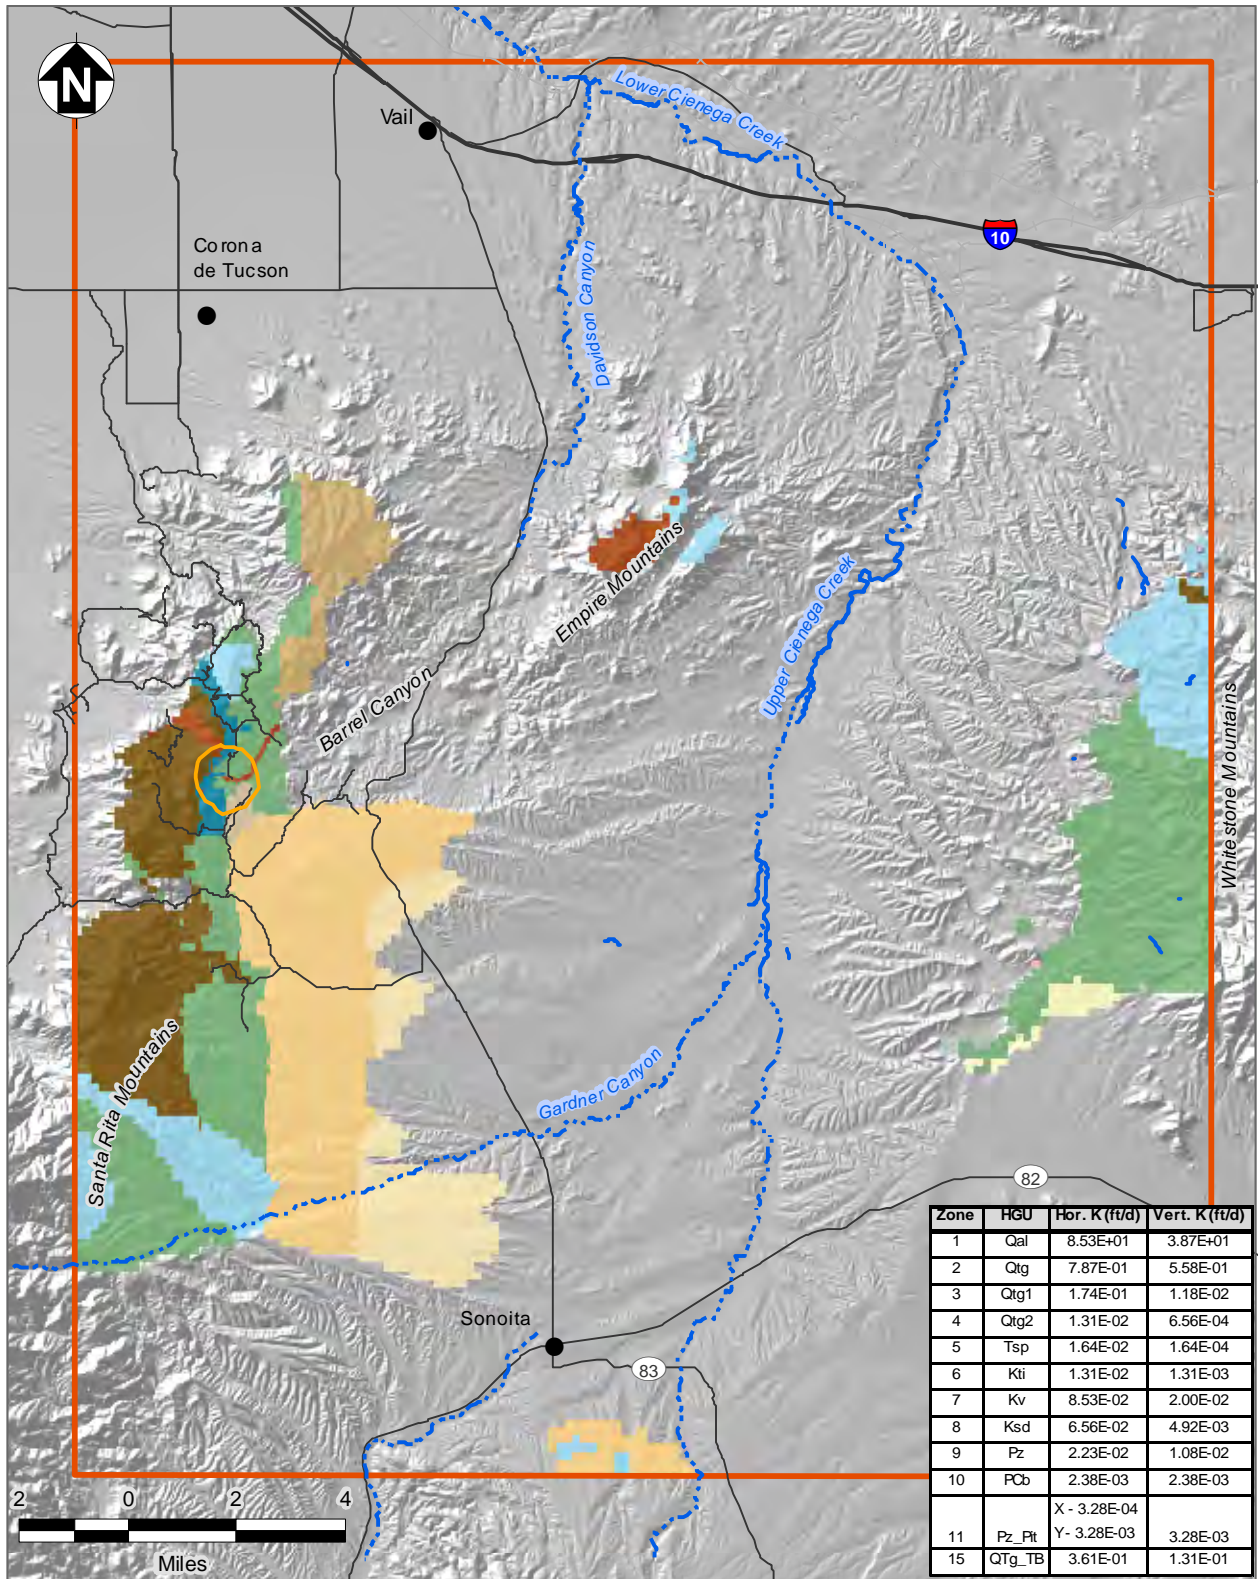 N
Lower Cienega Creek
Vail
10
Corona
de Tucson
Davidson Canyon
Empire Mountains
Upper Cienega Creek
Barrel Canyon
Whitestone Mountains
Santa Rita Mountains
Gardner Canyon
82
Sonoita
83
Zone HGU Hor. K (ft/d) Vert. K (ft/d)
1 Qal 8.53E+01 3.87E+01
2 Qtg 7.87E-01 5.58E-01
3 Qtg1 1.74E-01 1.18E-02
4 Qtg2 1.31E-02 6.56E-04
5 Tsp 1.64E-02 1.64E-04
6 Kti 1.31E-02 1.31E-03
7 Kv 8.53E-02 2.00E-02
8 Ksd 6.56E-02 4.92E-03
9 Pz 2.23E-02 1.08E-02
10 PCb 2.38E-03 2.38E-03
X - 3.28E-04
Y - 3.28E-03
11 Pz_Pit 3.28E-03
15 QTg_TB 3.61E-01 1.31E-01
2 0 2 4
Miles